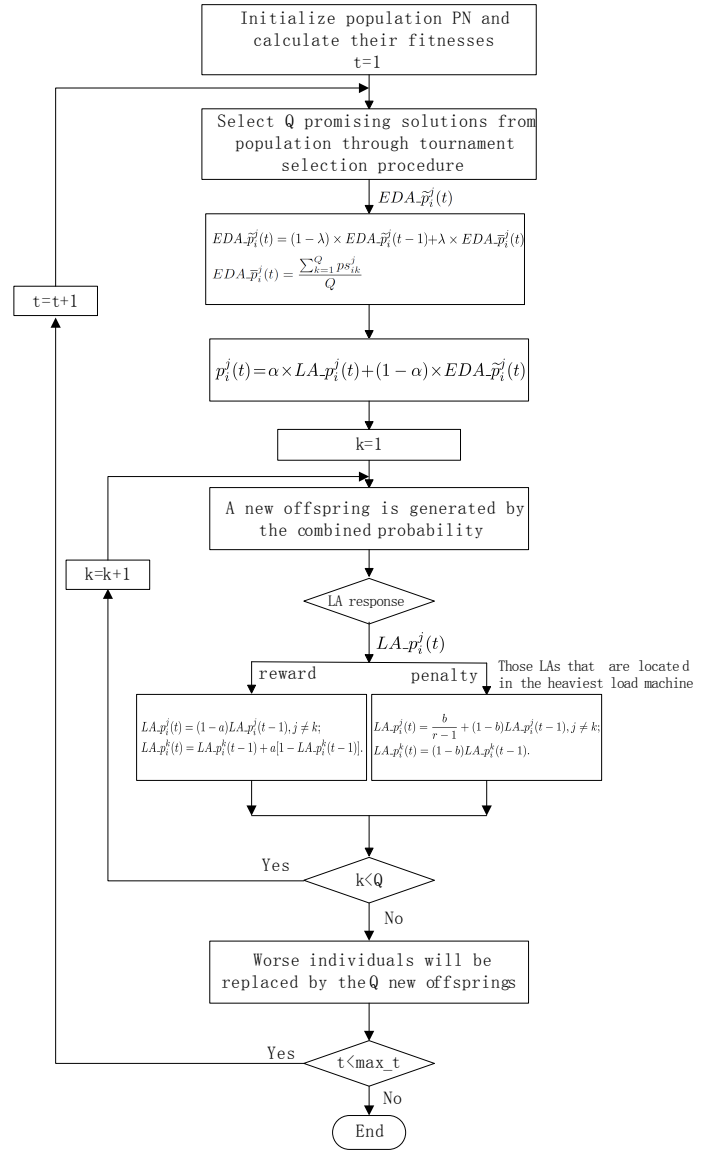 Initialize population PN and
calculate their fitnesses
t=1
Select Q promising solutions from
population through tournament
selection procedure
EDA_p̃_i^j(t)
EDA_p̃_i^j(t) = (1 − λ) × EDA_p̃_i^j(t−1)+λ × EDA_p̄_i^j(t)
EDA_p̄_i^j(t) = \frac{∑_{k=1}^Q ps_{ik}^j}{Q}
t=t+1
p_i^j(t)=α×LA_p_i^j(t)+(1 − α)×EDA_p̃_i^j(t)
k=1
A new offspring is generated by
the combined probability
k=k+1
LA response
LA_p_i^j(t)
reward
penalty
Those LAs that are located
in the heaviest load machine
LA_p_i^j(t) = (1−a)LA_p_i^j(t−1), j ≠ k;
LA_p_i^k(t) = LA_p_i^k(t−1) + a[1 − LA_p_i^k(t−1)].
LA_p_i^j(t) = \frac{b}{r−1} + (1−b)LA_p_i^j(t−1), j ≠ k;
LA_p_i^k(t) = (1−b)LA_p_i^k(t−1).
Yes
k<Q
No
Worse individuals will be
replaced by the Q new offsprings
Yes
t<max_t
No
End